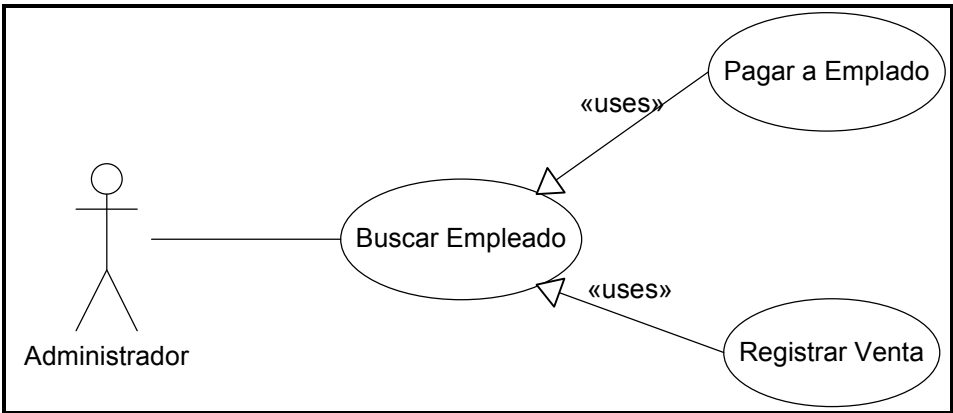 Pagar a Emplado
«uses»
Buscar Empleado
«uses»
Administrador
Registrar Venta